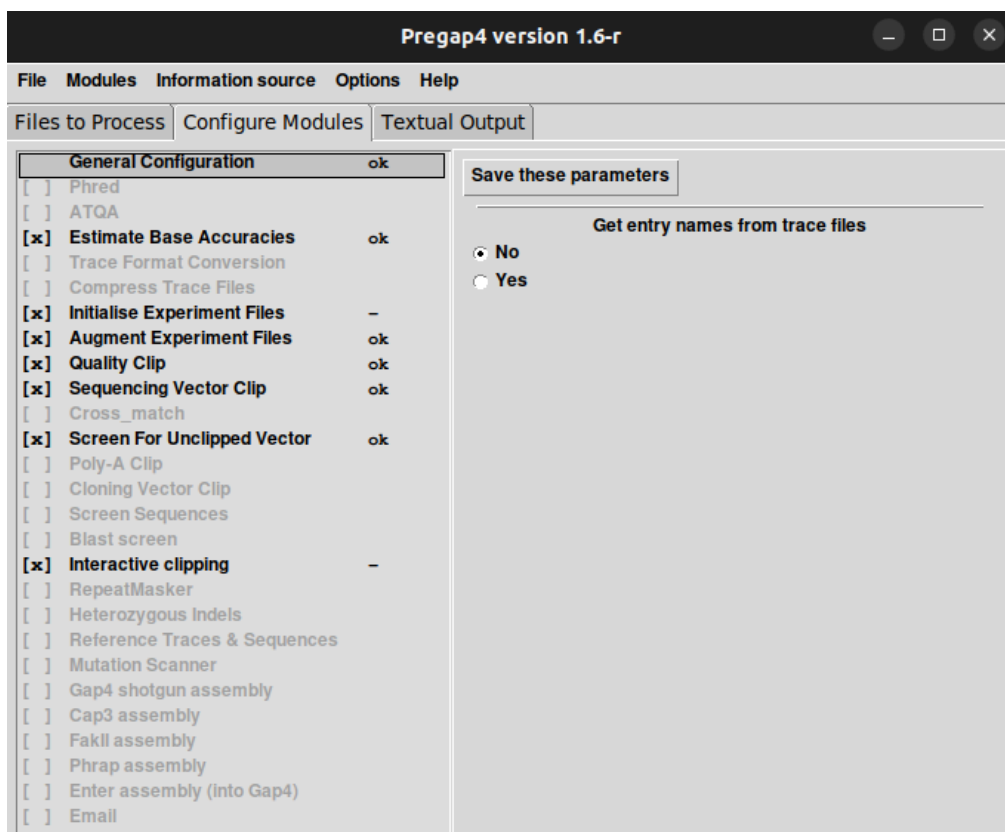 Pregap4 version 1.6-r
File Modules Information source Options Help
Files to Process Configure Modules Textual Output
General Configuration ok
[ ] Phred
[ ] ATQA
[x] Estimate Base Accuracies ok
[ ] Trace Format Conversion
[ ] Compress Trace Files
[x] Initialise Experiment Files –
[x] Augment Experiment Files ok
[x] Quality Clip ok
[x] Sequencing Vector Clip ok
[ ] Cross_match
[x] Screen For Unclipped Vector ok
[ ] Poly-A Clip
[ ] Cloning Vector Clip
[ ] Screen Sequences
[ ] Blast screen
[x] Interactive clipping –
[ ] RepeatMasker
[ ] Heterozygous Indels
[ ] Reference Traces & Sequences
[ ] Mutation Scanner
[ ] Gap4 shotgun assembly
[ ] Cap3 assembly
[ ] FakII assembly
[ ] Phrap assembly
[ ] Enter assembly (into Gap4)
[ ] Email
Save these parameters
Get entry names from trace files
No
Yes